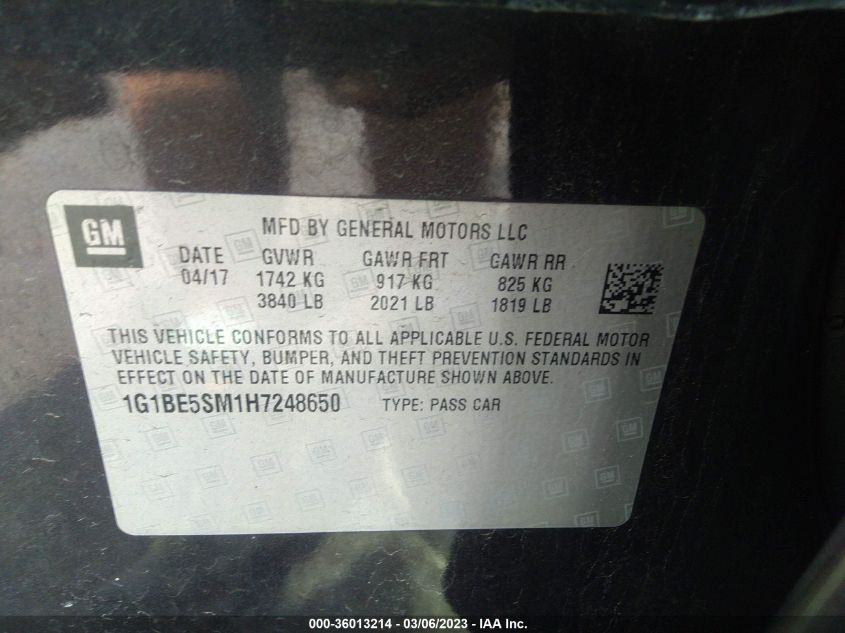 GM
MFD BY GENERAL MOTORS LLC
DATE GVWR GAWR FRT GAWR RR
04/17 1742 KG 917 KG 825 KG
3840 LB 2021 LB 1819 LB
THIS VEHICLE CONFORMS TO ALL APPLICABLE U.S. FEDERAL MOTOR
VEHICLE SAFETY, BUMPER, AND THEFT PREVENTION STANDARDS IN
EFFECT ON THE DATE OF MANUFACTURE SHOWN ABOVE.
1G1BE5SM1H7248650 TYPE: PASS CAR
000-36013214 - 03/06/2023 - IAA Inc.